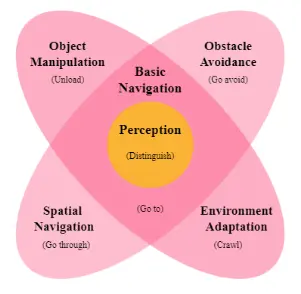 Object
Manipulation
(Unload)
Obstacle
Avoidance
(Go avoid)
Basic
Navigation
Perception
(Distinguish)
(Go to)
Spatial
Navigation
(Go through)
Environment
Adaptation
(Crawl)